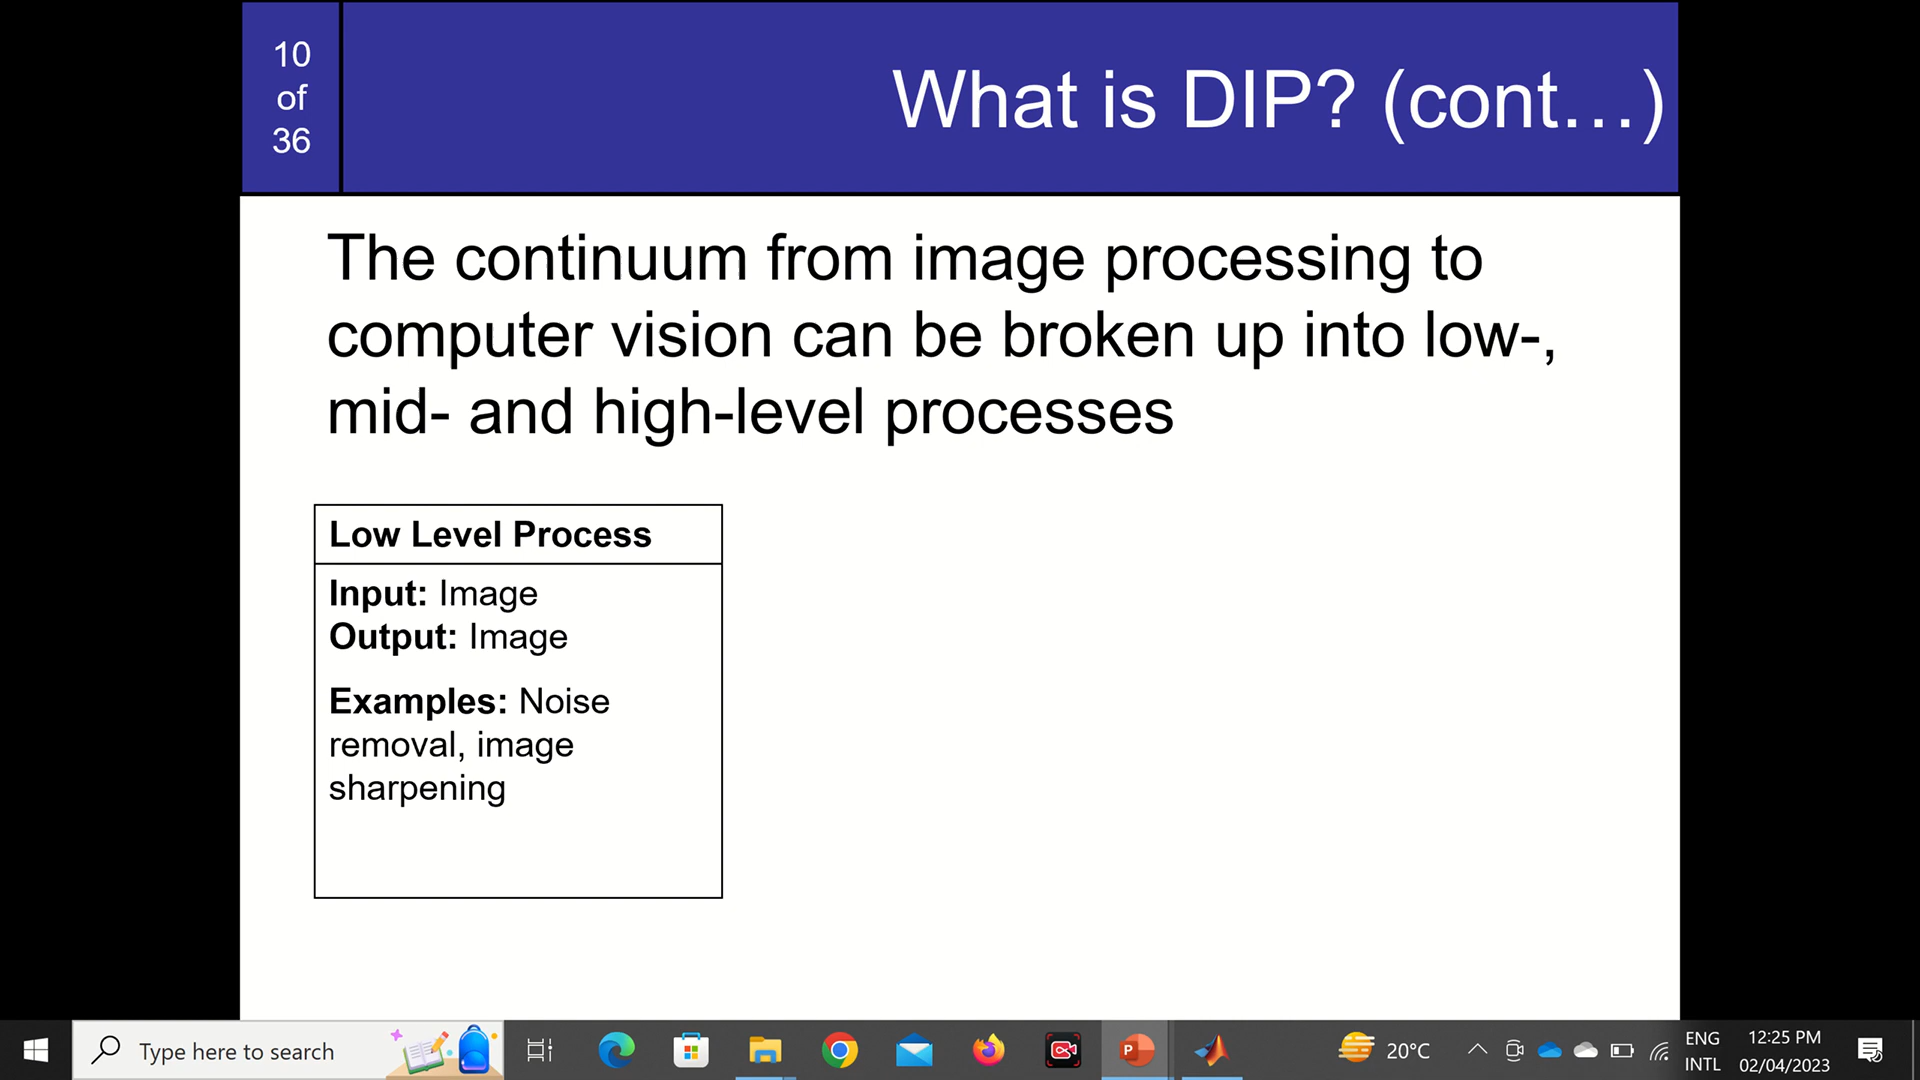 10
of
36
What is DIP? (cont…)
The continuum from image processing to
computer vision can be broken up into low-,
mid- and high-level processes
Low Level Process
Input: Image
Output: Image
Examples: Noise
removal, image
sharpening
Type here to search
20°C
ENG
INTL
12:25 PM
02/04/2023